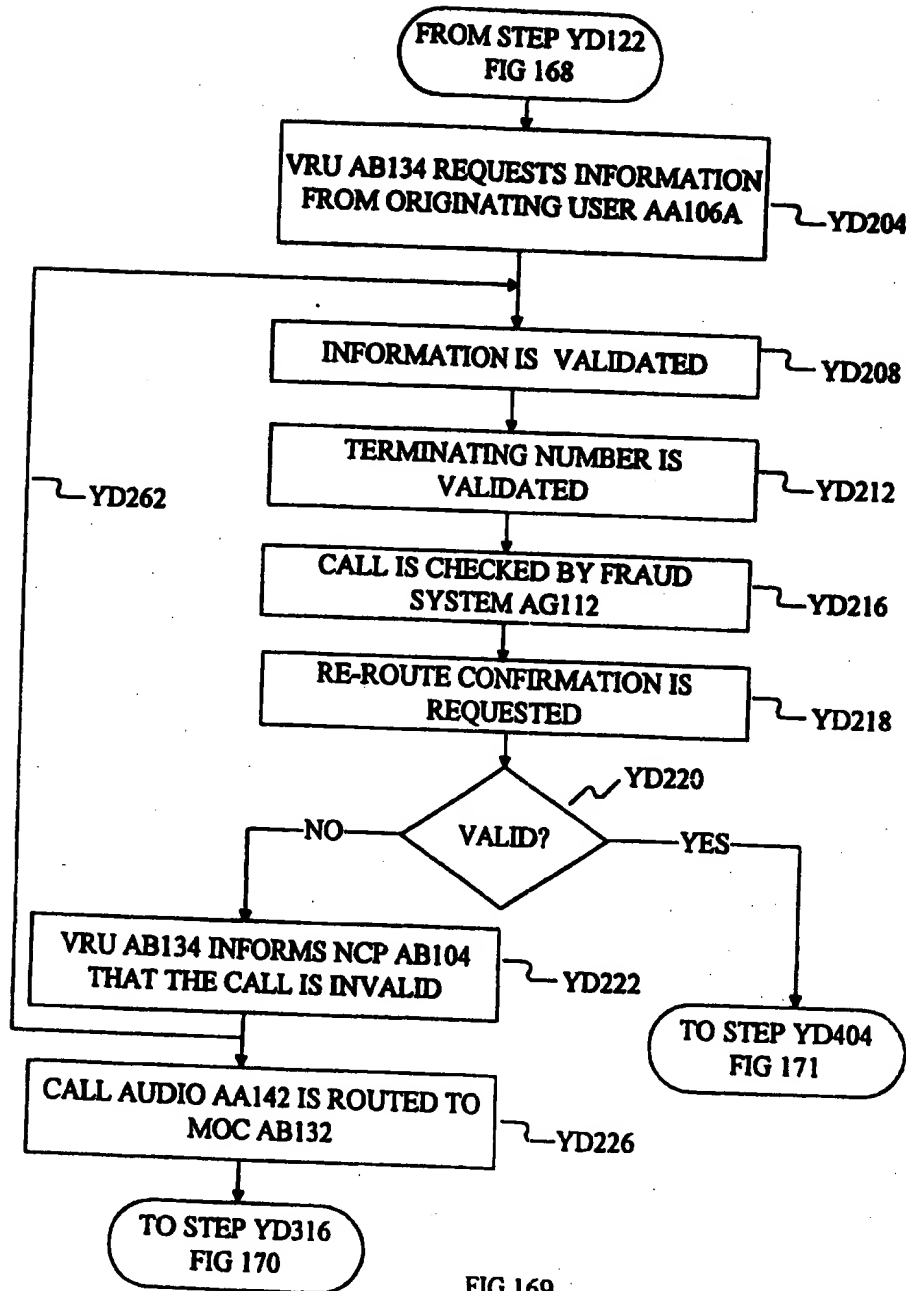 FROM STEP YD122
FIG 168
VRU AB134 REQUESTS INFORMATION
FROM ORIGINATING USER AA106A
YD204
INFORMATION IS VALIDATED
YD208
TERMINATING NUMBER IS
VALIDATED
YD212
YD262
CALL IS CHECKED BY FRAUD
SYSTEM AG112
YD216
RE-ROUTE CONFIRMATION IS
REQUESTED
YD218
YD220
NO
VALID?
YES
VRU AB134 INFORMS NCP AB104
THAT THE CALL IS INVALID
YD222
TO STEP YD404
FIG 171
CALL AUDIO AA142 IS ROUTED TO
MOC AB132
YD226
TO STEP YD316
FIG 170
FIG 169